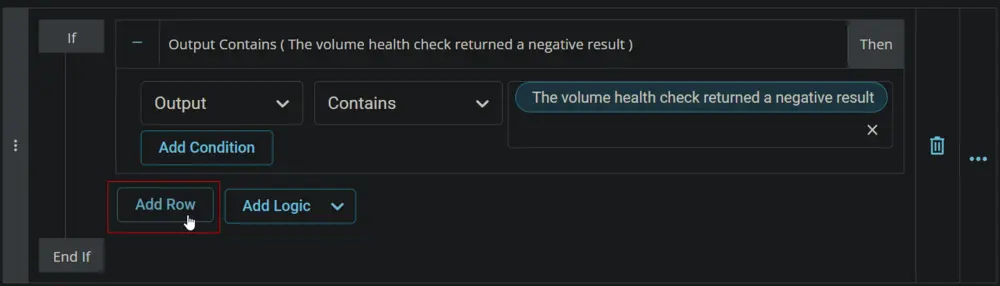 If
Output Contains ( The volume health check returned a negative result )
Then
Output
Contains
The volume health check returned a negative result
Add Condition
Add Row
Add Logic
End If